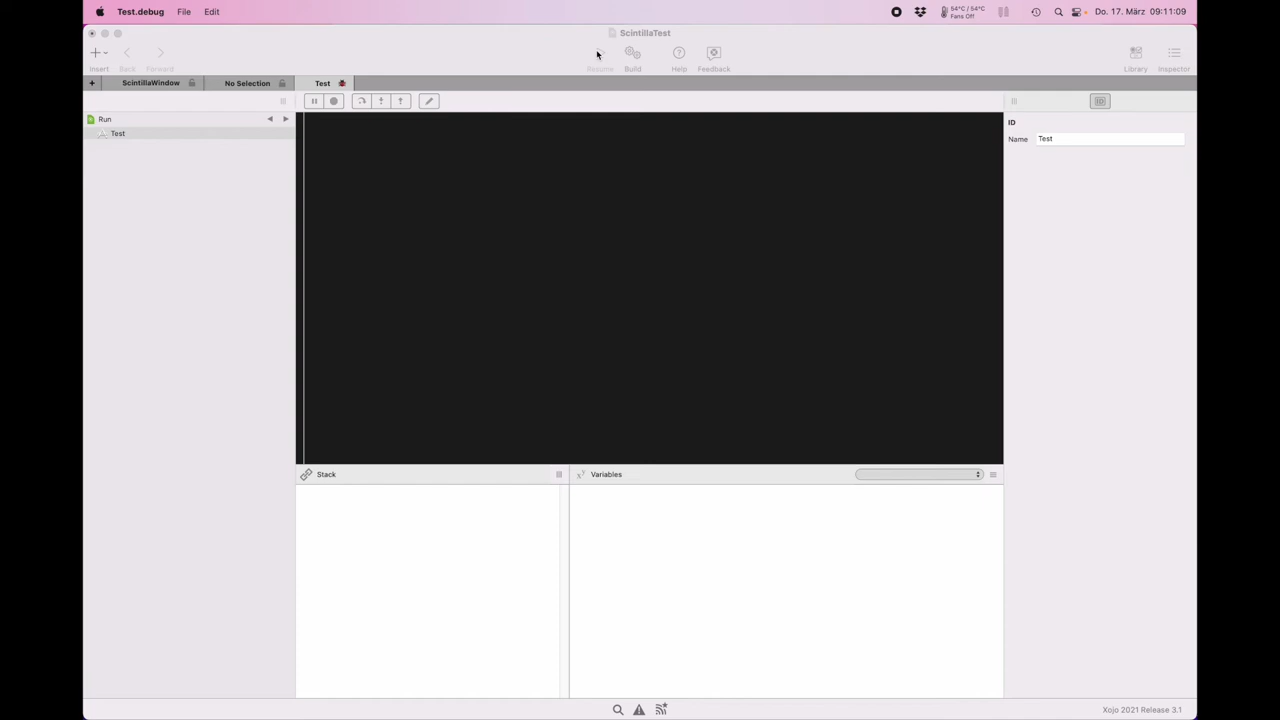 Test.debug File Edit 54°C / 54°C Fans Off Do. 17. März 09:11:09
ScintillaTest
Insert Back Forward Resume Build Help Feedback Library Inspector
+ ScintillaWindow No Selection Test
Run
Test
ID
Name Test
Stack
Variables
Xojo 2021 Release 3.1